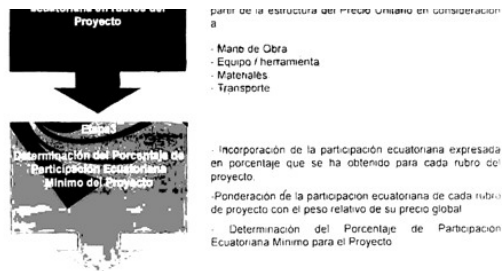 Ecuatoriana en Rubros del
Proyecto
partir de la estructura del Precio Unitario en consideración
a
- Mano de Obra
- Equipo / herramienta
- Materiales
- Transporte
Etapa3
Determinación del Porcentaje de
Participación Ecuatoriana
Mínimo del Proyecto
- Incorporación de la participación ecuatoriana expresada
en porcentaje que se ha obtenido para cada rubro del
proyecto.
-Ponderación de la participacion ecuatoriana de cada rubro
de proyecto con el peso relativo de su precio global
- Determinación del Porcentaje de Participación
Ecuatoriana Minimo para el Proyecto